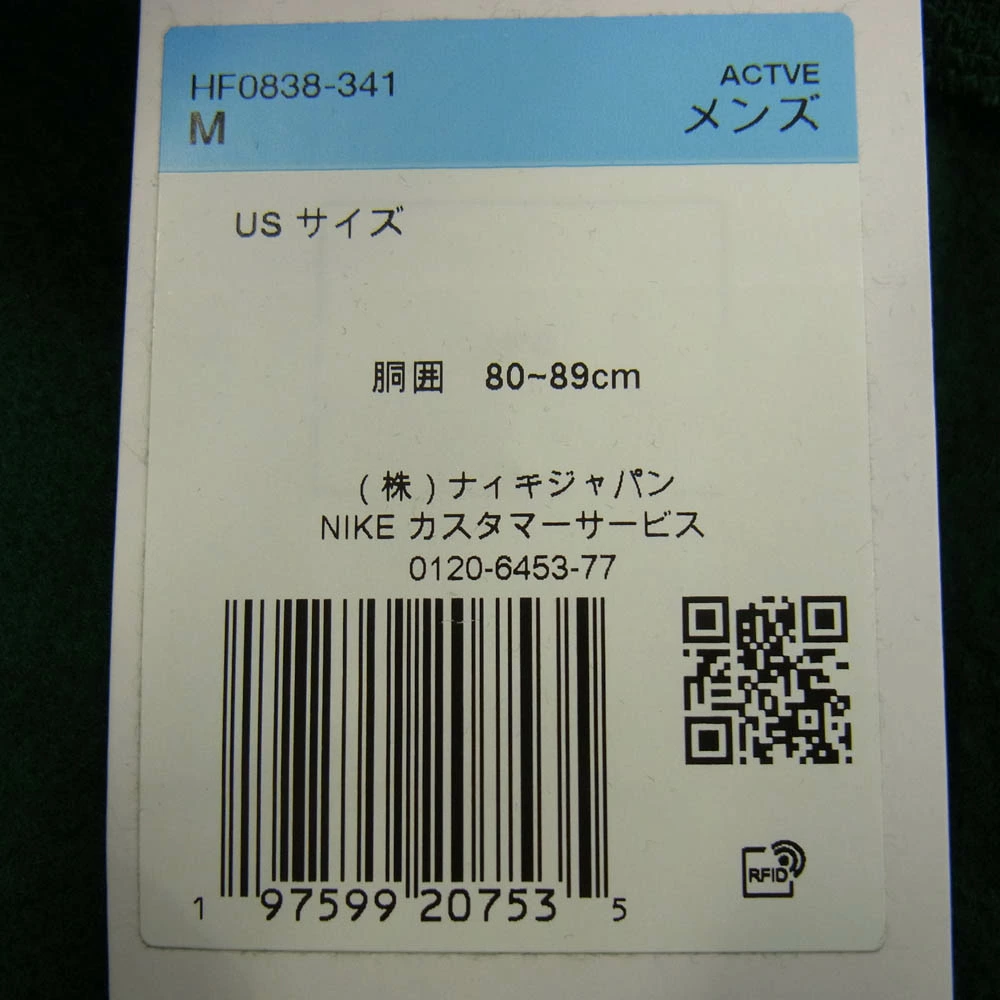 HF0838-341
ACTVE
M
メンズ
US サイズ
胴囲 80~89cm
(株)ナイキジャパン
NIKE カスタマーサービス
0120-6453-77
1 97599 20753 5
RFID